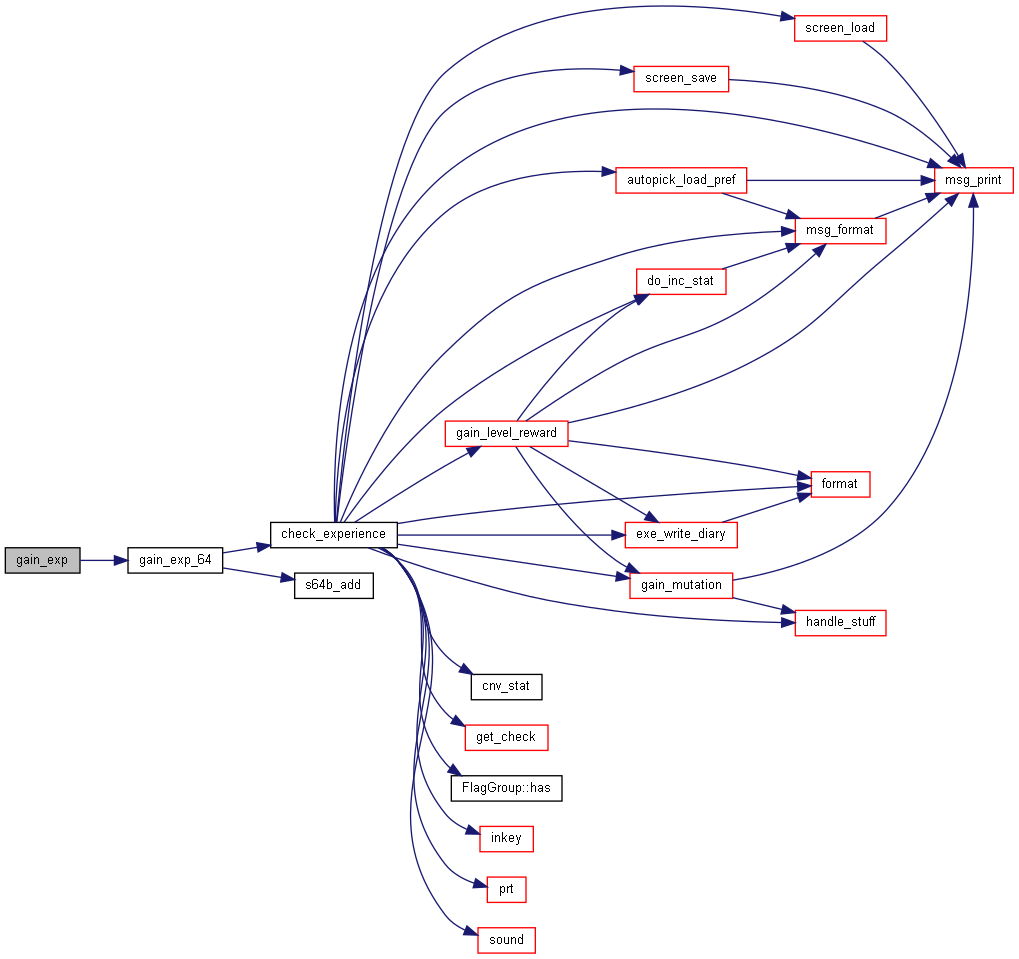 screen_load
screen_save
autopick_load_pref
msg_print
msg_format
do_inc_stat
gain_level_reward
format
check_experience
exe_write_diary
gain_exp
gain_exp_64
s64b_add
gain_mutation
handle_stuff
cnv_stat
get_check
FlagGroup::has
inkey
prt
sound